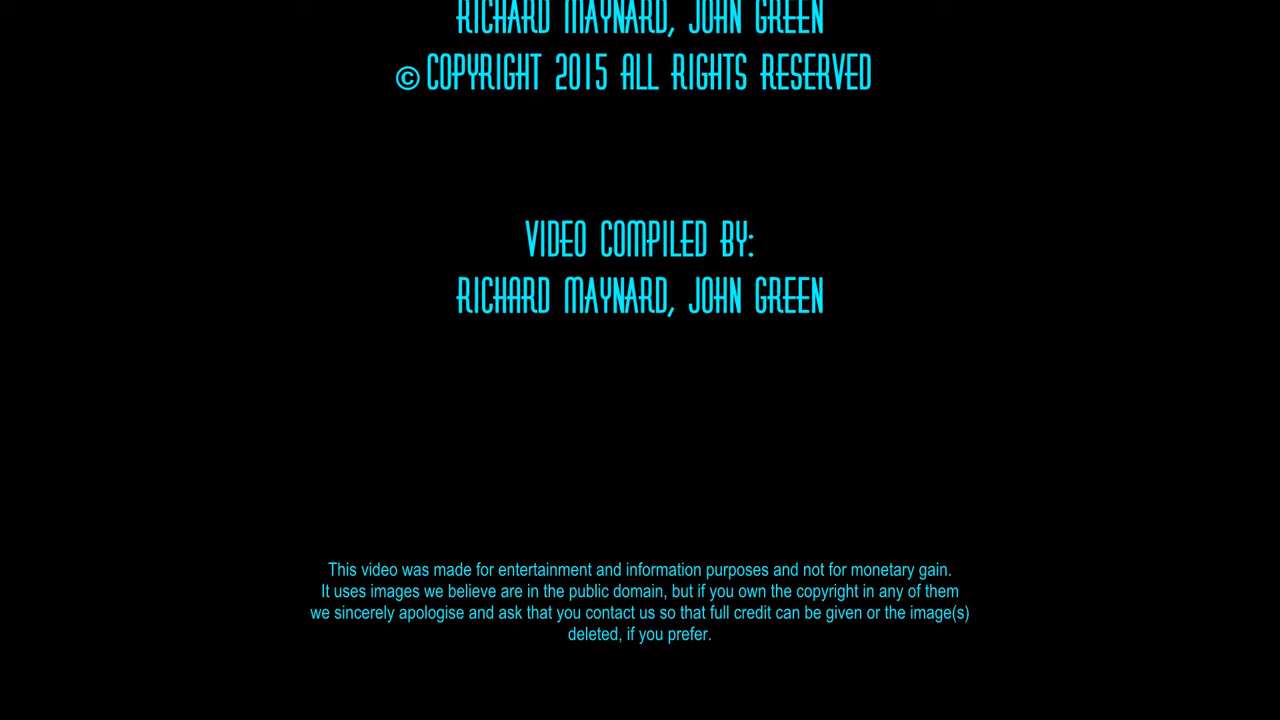 RICHARD MAYNARD, JOHN GREEN
© COPYRIGHT 2015 ALL RIGHTS RESERVED
VIDEO COMPILED BY:
RICHARD MAYNARD, JOHN GREEN
This video was made for entertainment and information purposes and not for monetary gain.
It uses images we believe are in the public domain, but if you own the copyright in any of them
we sincerely apologise and ask that you contact us so that full credit can be given or the image(s)
deleted, if you prefer.